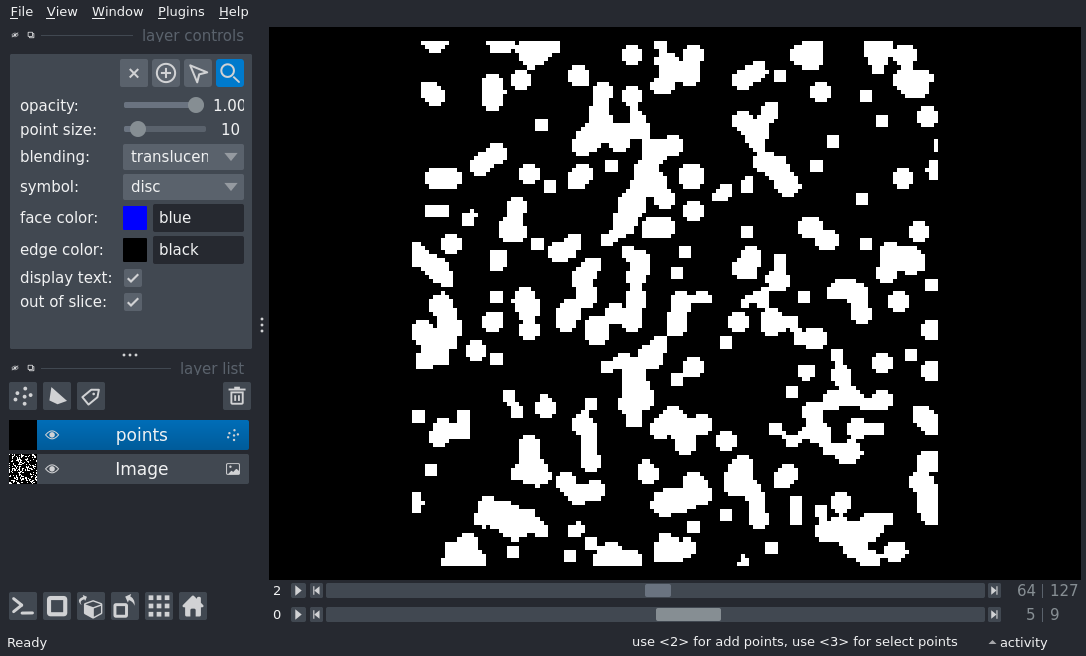 File View Window Plugins Help
layer controls
opacity: 1.00
point size: 10
blending: translucen
symbol: disc
face color: blue
edge color: black
display text:
out of slice:
layer list
points
Image
2 64 | 127
0 5 | 9
Ready use <2> for add points, use <3> for select points activity